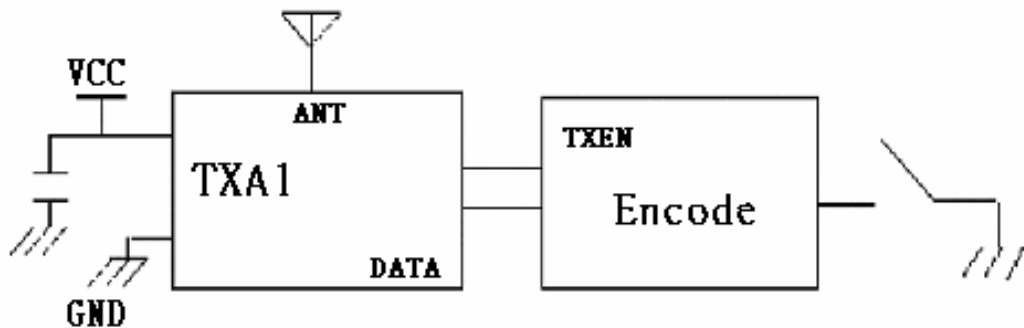 VCC
ANT
TXA1
DATA
GND
TXEN
Encode